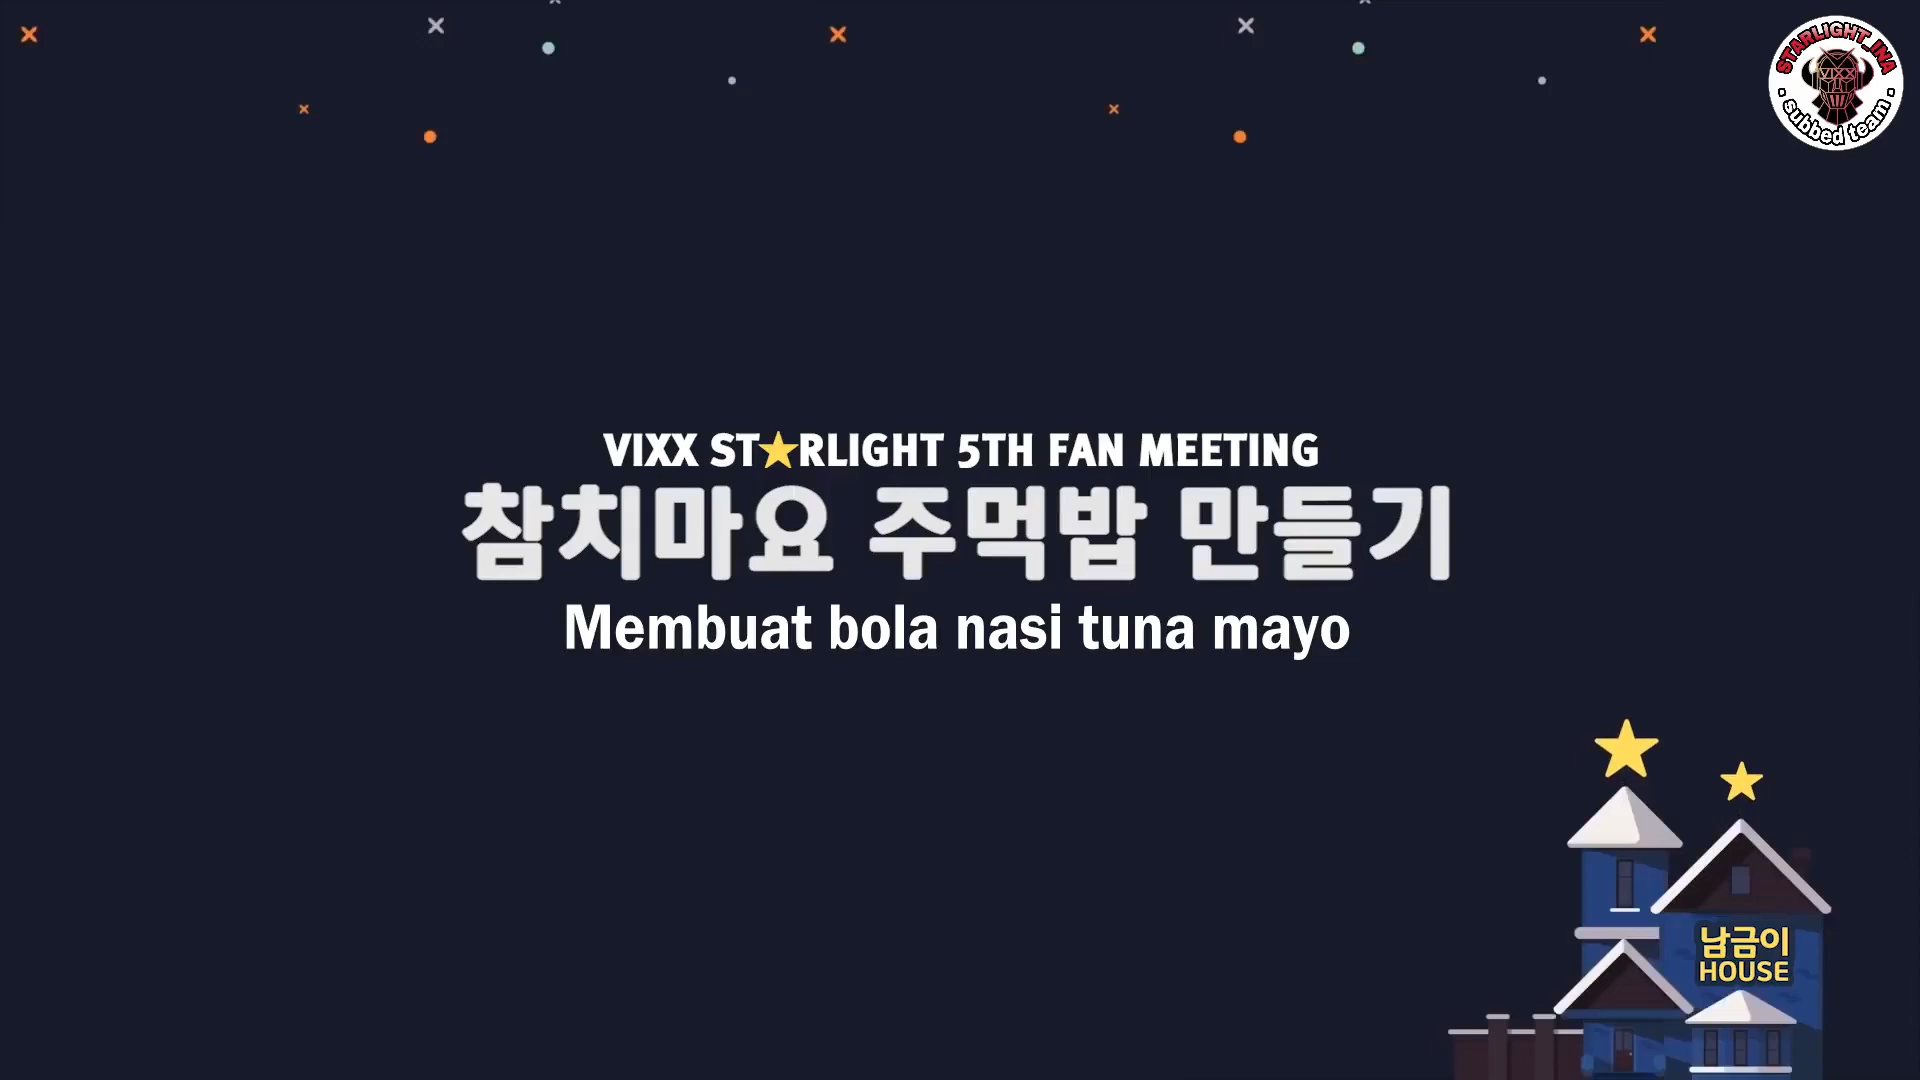 STARLIGHT_INA
VIXX
subbed team
VIXX ST★RLIGHT 5TH FAN MEETING
참치마요 주먹밥 만들기
Membuat bola nasi tuna mayo
남금이
HOUSE